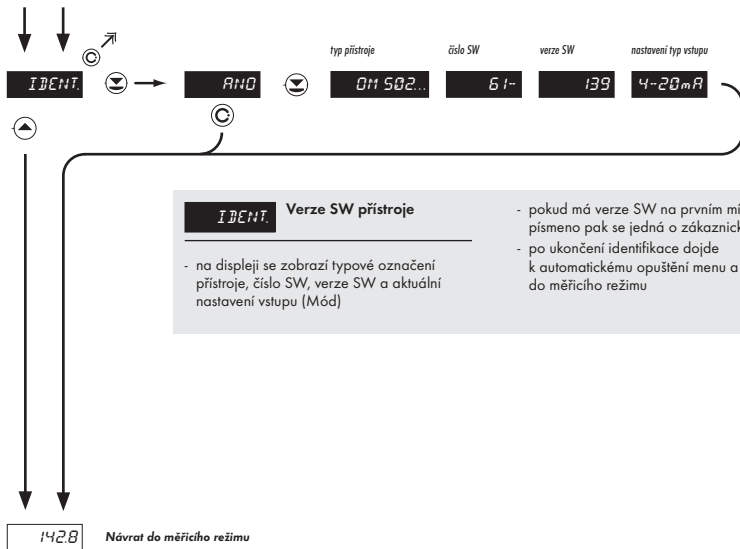 typ přístroje číslo SW verze SW nastavení typ vstupu
IDENT. ANO OM 502... 61- 139 4-20mA
IDENT. Verze SW přístroje
- na displeji se zobrazí typové označení
přístroje, číslo SW, verze SW a aktuální
nastavení vstupu (Mód)
- pokud má verze SW na prvním
písmeno pak se jedná o
- po ukončení identifikace dojde
k automatickému opuštění menu a
do měřicího režimu
142.8 Návrat do měřicího režimu